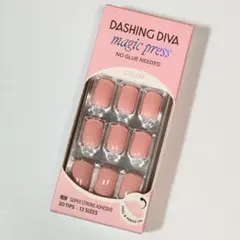 DASHING DIVA
magic press
NO GLUE NEEDED
NEW SUPER STRONG ADHESIVE
30 TIPS • 12 SIZES